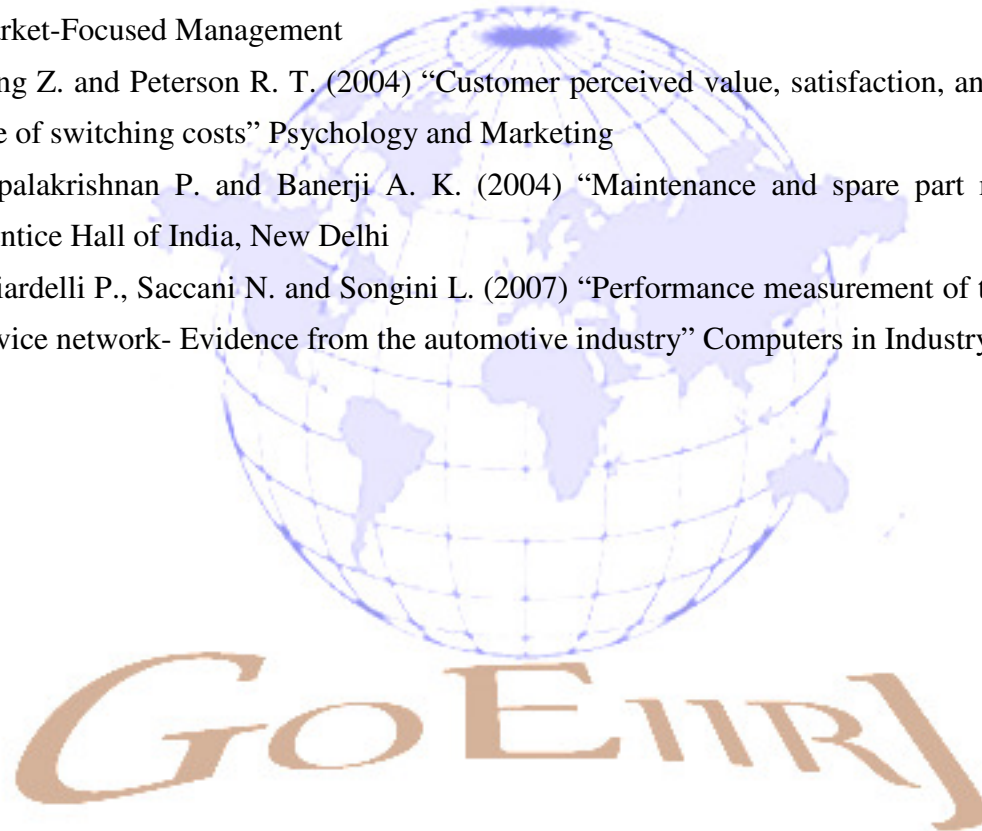 rket-Focused Management
ng Z. and Peterson R. T. (2004) “Customer perceived value, satisfaction, an
e of switching costs” Psychology and Marketing
palakrishnan P. and Banerji A. K. (2004) “Maintenance and spare part
ntice Hall of India, New Delhi
iardelli P., Saccani N. and Songini L. (2007) “Performance measurement of t
vice network- Evidence from the automotive industry” Computers in Industry
GOEIIRJ